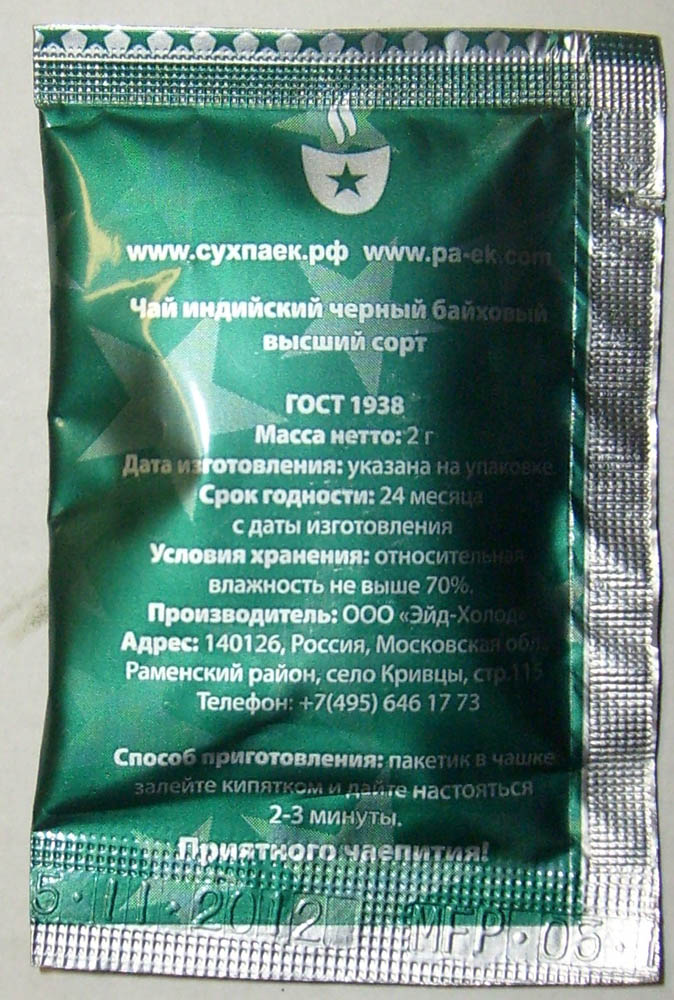 www.сухпаек.рф www.pa-ek.com
Чай индийский черный байховый
высший сорт
ГОСТ 1938
Масса нетто: 2 г
Дата изготовления: указана на упаковке
Срок годности: 24 месяца
с даты изготовления
Условия хранения: относительная
влажность не выше 70%.
Производитель: ООО «Эйд-Холод»
Адрес: 140126, Россия, Московская обл.
Раменский район, село Кривцы, стр.115
Телефон: +7(495) 646 17 73
Способ приготовления: пакетик в чашке
залейте кипятком и дайте настояться
2-3 минуты.
Приятного чаепития!
5·11·2012 MFP·05·